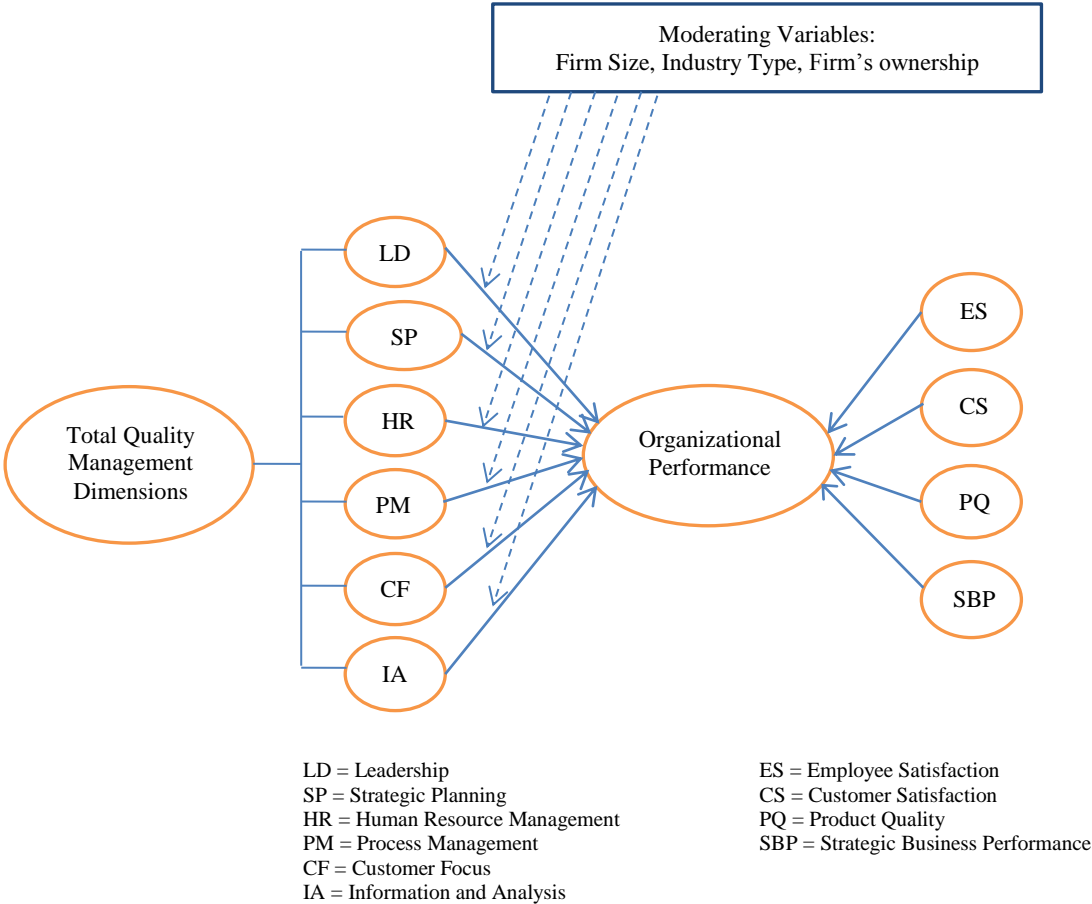 Moderating Variables:
Firm Size, Industry Type, Firm’s ownership
LD
SP
HR
PM
CF
IA
Total Quality
Management
Dimensions
Organizational
Performance
ES
CS
PQ
SBP
LD = Leadership
SP = Strategic Planning
HR = Human Resource Management
PM = Process Management
CF = Customer Focus
IA = Information and Analysis
ES = Employee Satisfaction
CS = Customer Satisfaction
PQ = Product Quality
SBP = Strategic Business Performance